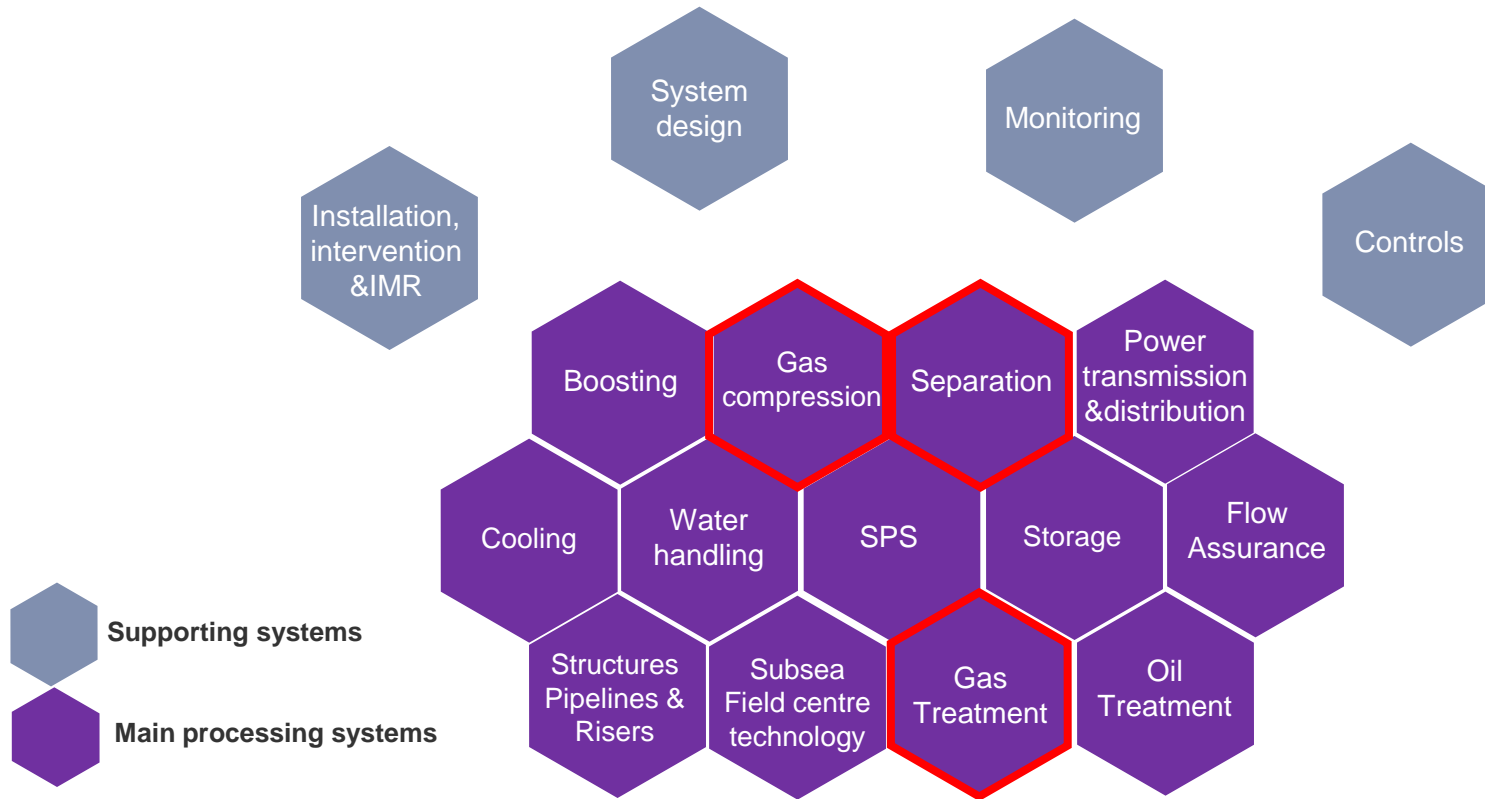 System
design
Monitoring
Installation,
intervention
&IMR
Controls
Boosting
Gas
compression
Separation
Power
transmission
&distribution
Cooling
Water
handling
SPS
Storage
Flow
Assurance
Structures
Pipelines &
Risers
Subsea
Field centre
technology
Gas
Treatment
Oil
Treatment
Supporting systems
Main processing systems